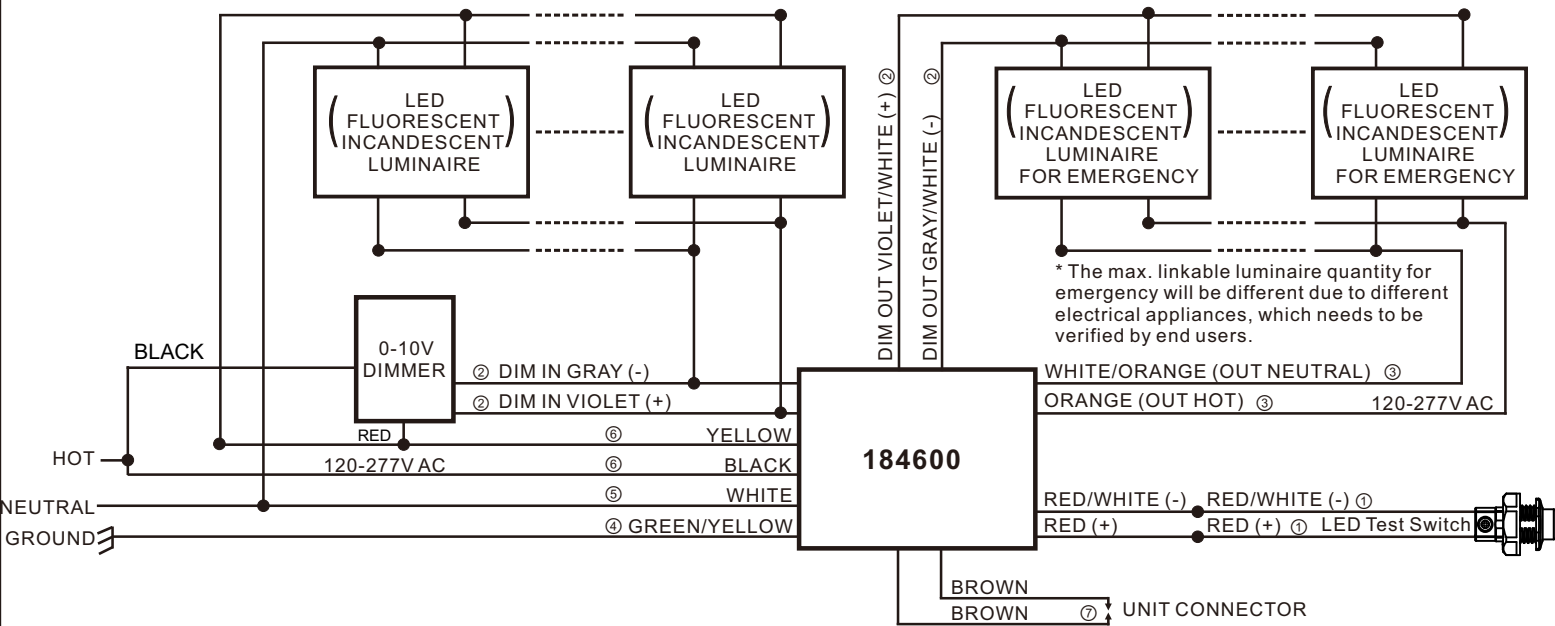 LED
FLUORESCENT
INCANDESCENT
LUMINAIRE
LED
FLUORESCENT
INCANDESCENT
LUMINAIRE
DIM OUT VIOLET/WHITE (+) ②
DIM OUT GRAY/WHITE (-) ②
LED
FLUORESCENT
INCANDESCENT
LUMINAIRE
FOR EMERGENCY
LED
FLUORESCENT
INCANDESCENT
LUMINAIRE
FOR EMERGENCY
* The max. linkable luminaire quantity for
emergency will be different due to different
electrical appliances, which needs to be
verified by end users.
BLACK
0-10V
DIMMER
② DIM IN GRAY (-)
② DIM IN VIOLET (+)
RED
⑥ YELLOW
HOT
120-277V AC
⑥ BLACK
NEUTRAL
⑤ WHITE
GROUND
④ GREEN/YELLOW
184600
WHITE/ORANGE (OUT NEUTRAL) ③
ORANGE (OUT HOT) ③ 120-277V AC
RED/WHITE (-) RED/WHITE (-) ①
RED (+) RED (+) ① LED Test Switch
BROWN
BROWN ⑦ UNIT CONNECTOR